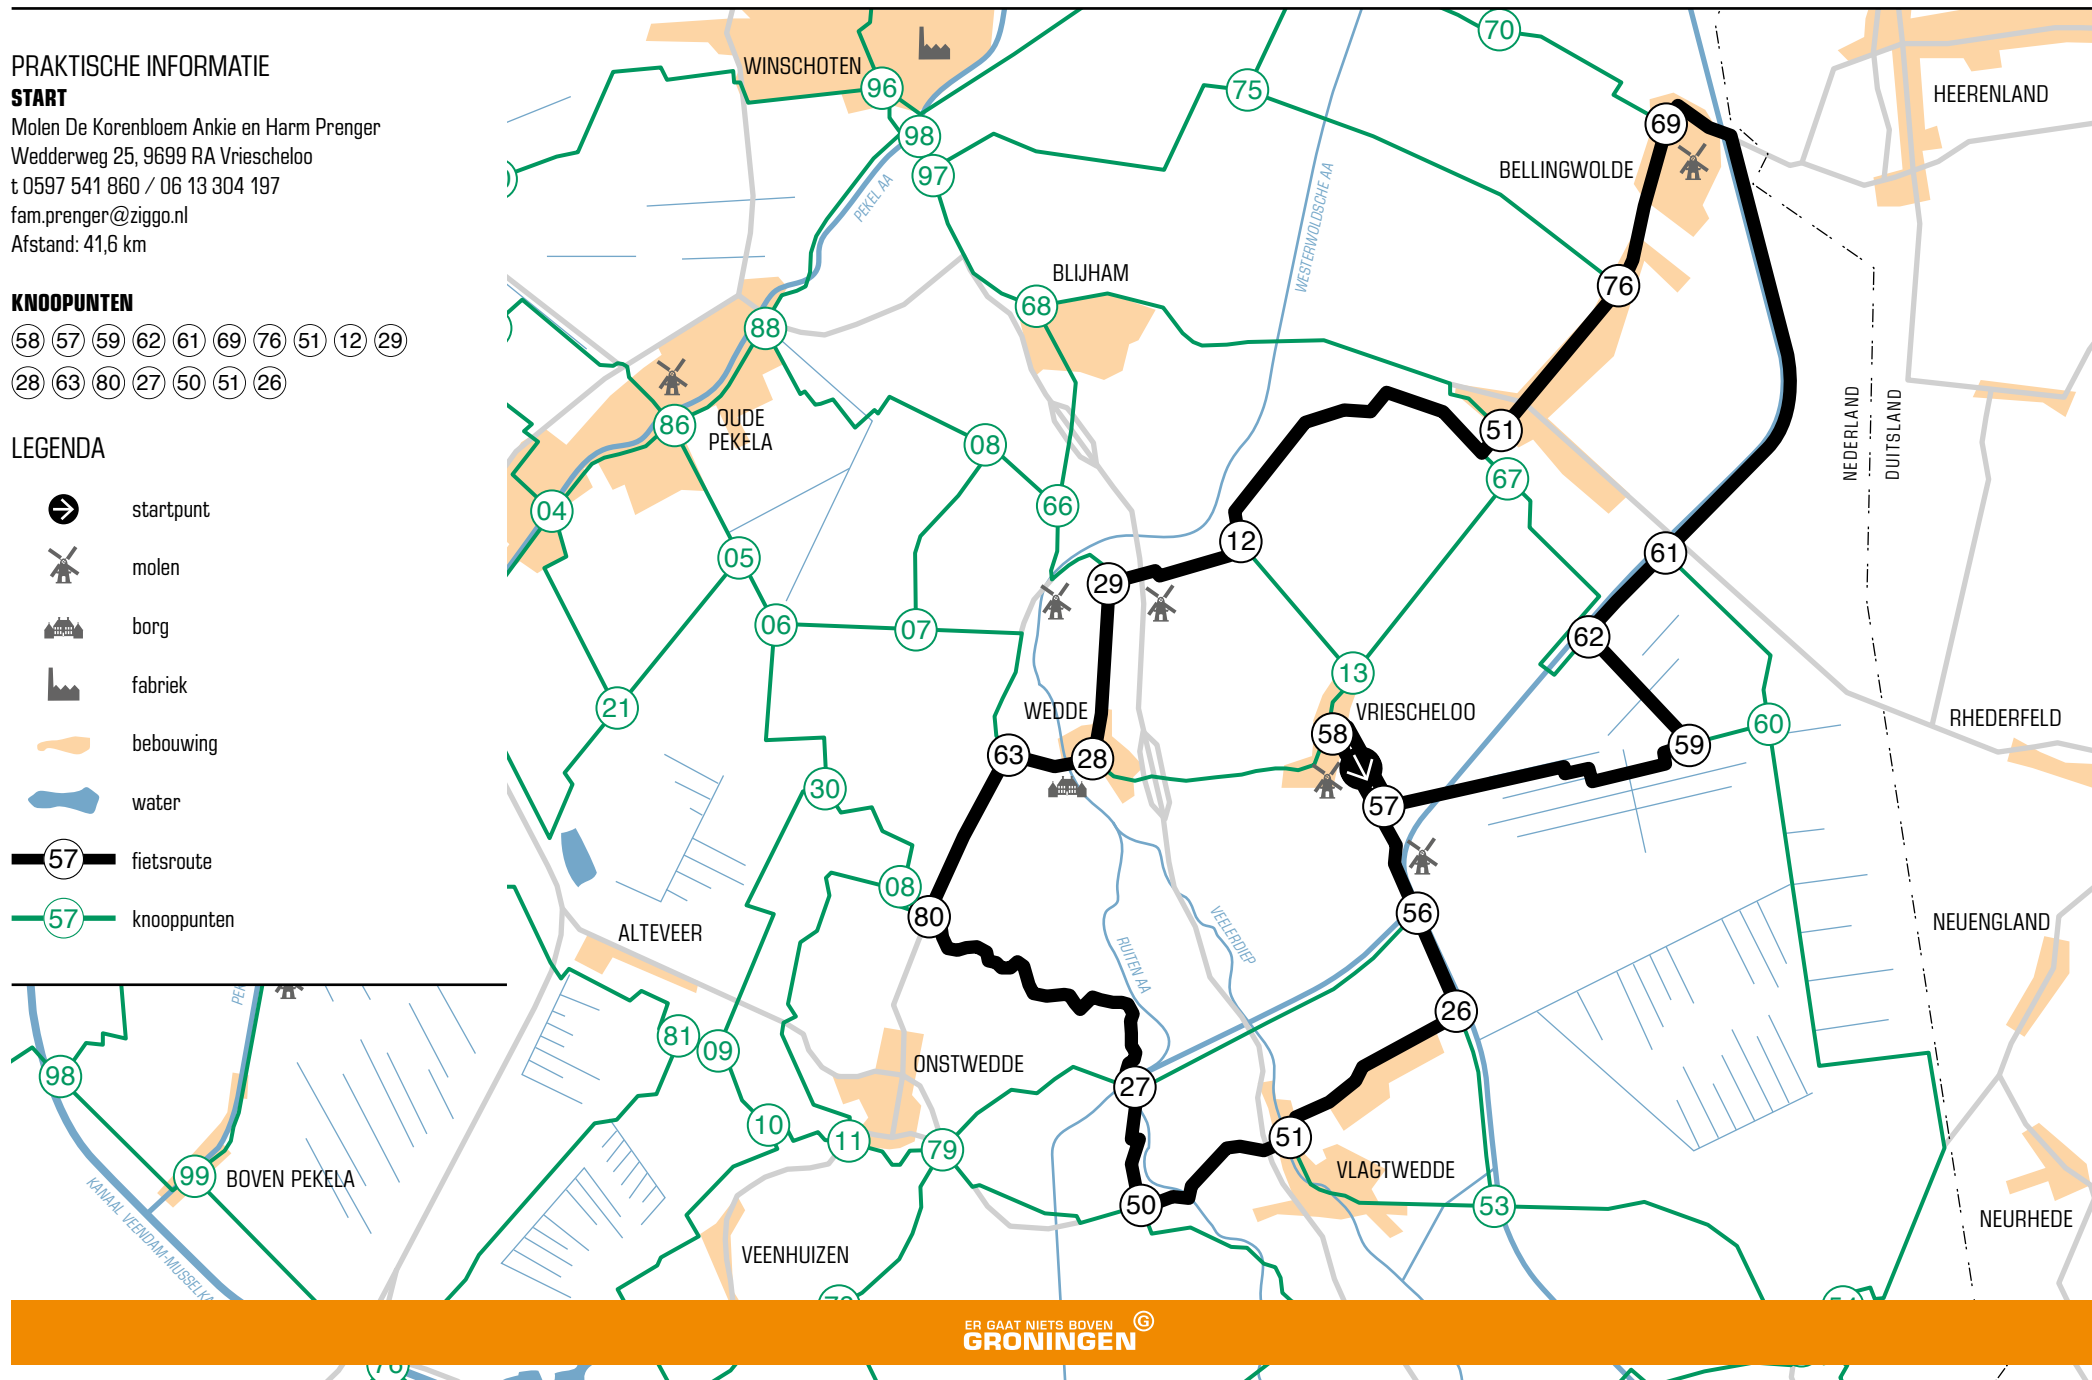 PRAKTISCHE INFORMATIE
START
Molen De Korenbloem Ankie en Harm Prenger
Wedderweg 25, 9699 RA Vriescheloo
t 0597 541 860 / 06 13 304 197
fam.prenger@ziggo.nl
Afstand: 41,6 km
KNOOPUNTEN
58 57 59 62 61 69 76 51 12 29
28 63 80 27 50 51 26
LEGENDA
startpunt
molen
borg
fabriek
bebouwing
water
57 fietsroute
57 knooppunten
WINSCHOTEN
96
98
97
PEKEL AA
75
70
WESTERWOLDSCHE AA
69
BELLINGWOLDE
HEERENLAND
76
BLIJHAM
68
88
86
OUDE
PEKELA
08
66
04
05
06
07
21
51
67
12
29
61
62
NEDERLAND
DUITSLAND
13
WEDDE
VRIESCHELOO
58
63
28
57
59
60
RHEDERFELD
30
08
80
ALTEVEER
RUITEN AA
VEELERDIEP
56
NEUENGLAND
26
81
09
ONSTWEDDE
27
98
10
11
79
51
VLAGTWEDDE
99
BOVEN PEKELA
50
53
NEURHEDE
VEENHUIZEN
ER GAAT NIETS BOVEN
GRONINGEN G